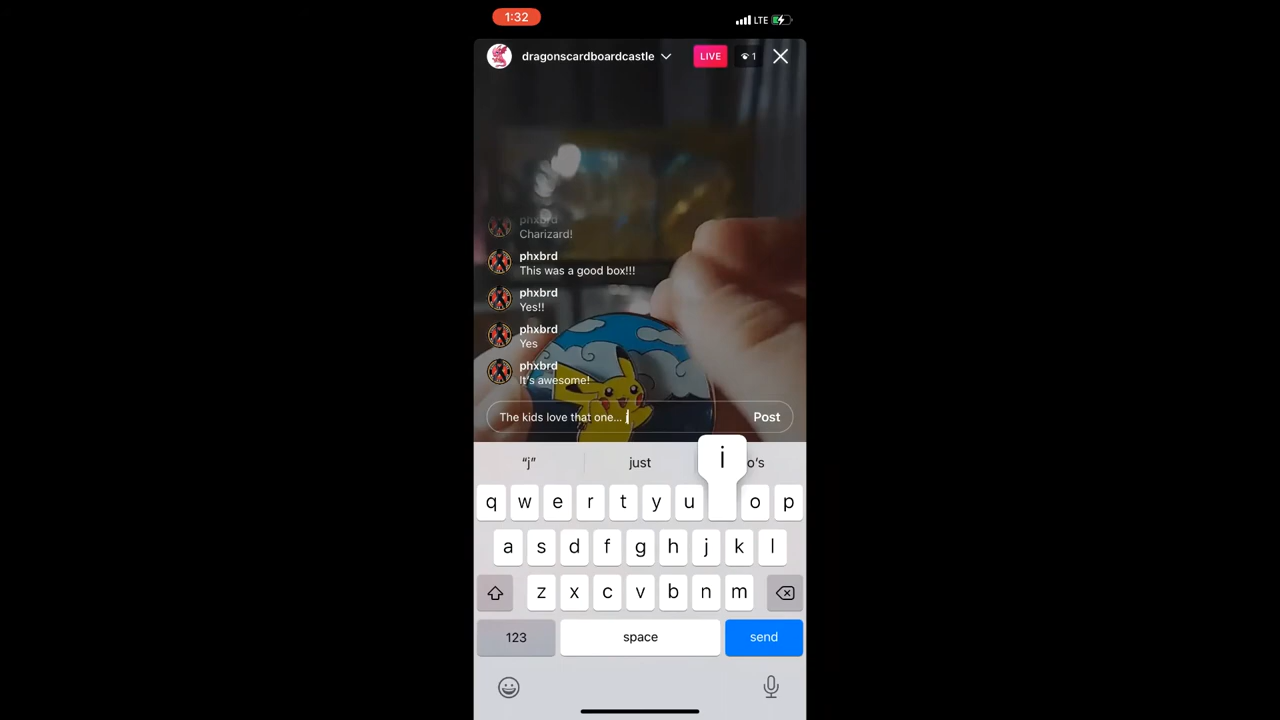 1:32
LTE
dragonscardboardcastle
LIVE
1
phxbrd
Charizard!
phxbrd
This was a good box!!!
phxbrd
Yes!!
phxbrd
Yes
phxbrd
It's awesome!
The kids love that one... j
Post
“j” just o's
i
q w e r t y u o p
a s d f g h j k l
z x c v b n m
123 space send